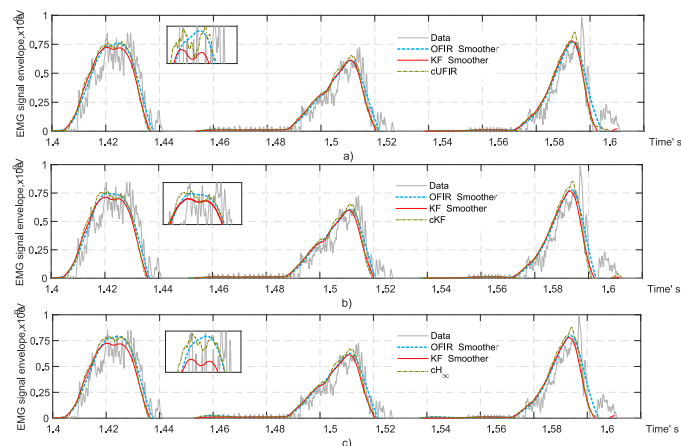 EMG signal envelope,x10³V
1
0,75
0,5
0,25
0
Data
OFIR Smoother
KF Smoother
cUFIR
1.4 1.42 1.44 1.46 1.48 1.5 1.52 1.54 1.56 1.58 1.6 Time' s
a)
EMG signal envelope,x10³V
1
0.75
0.5
0.25
0
Data
OFIR Smoother
KF Smoother
cKF
1.4 1.42 1.44 1.46 1.48 1.5 1.52 1.54 1.56 1.58 1.6 Time' s
b)
EMG signal envelope.x10³V
1
0.75
0.5
0.25
0
Data
OFIR Smoother
KF Smoother
cH∞
1.4 1.42 1.44 1.46 1.48 1.5 1.52 1.54 1.56 1.58 1.6 Time' s
c)